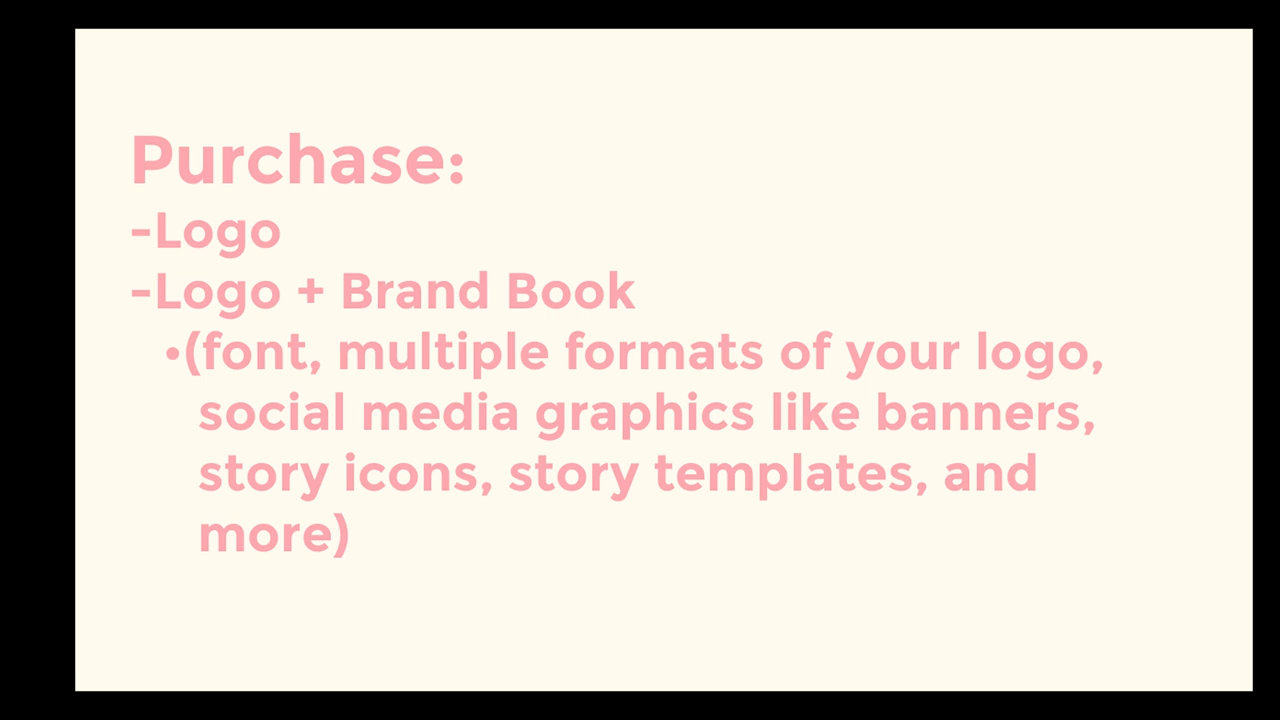 Purchase:
-Logo
-Logo + Brand Book
•(font, multiple formats of your logo,
social media graphics like banners,
story icons, story templates, and
more)